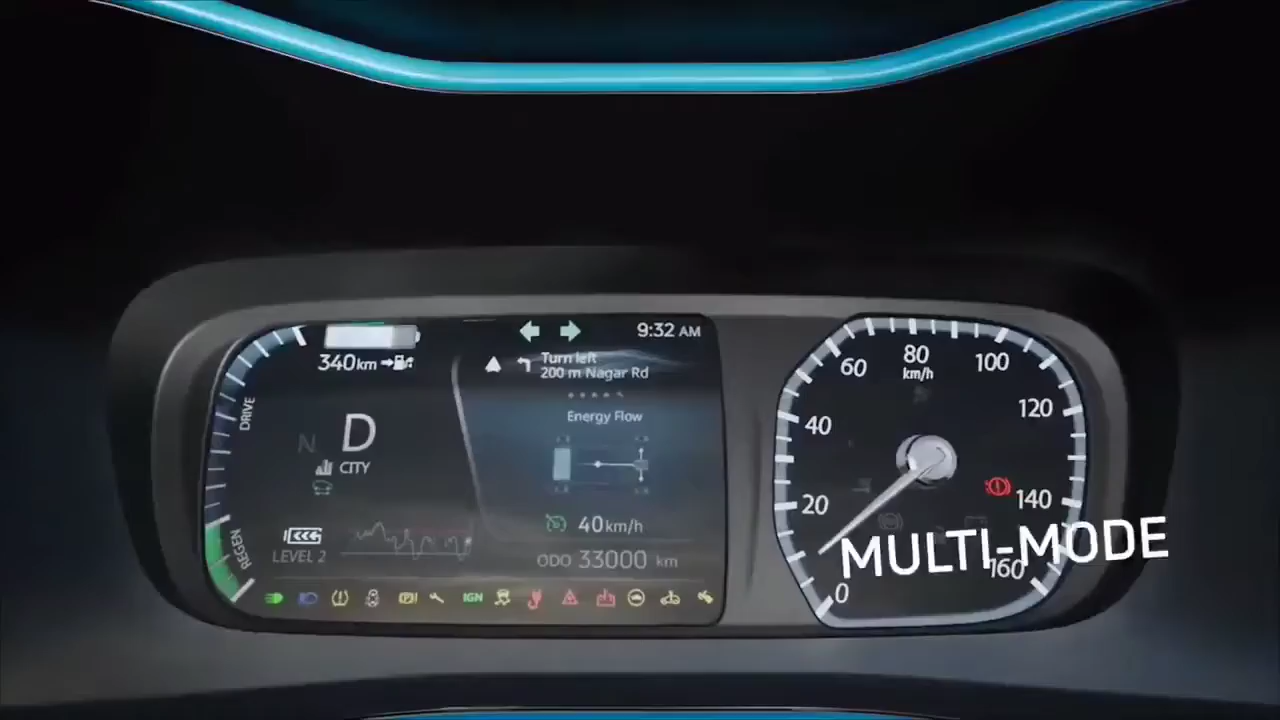 9:32 AM
340km
Turn left
200 m Nagar Rd
Energy Flow
DRIVE
N D
CITY
REGEN
LEVEL 2
40km/h
ODO 33000 km
IGN
0
20
40
60
80
km/h
100
120
140
160
MULTI-MODE